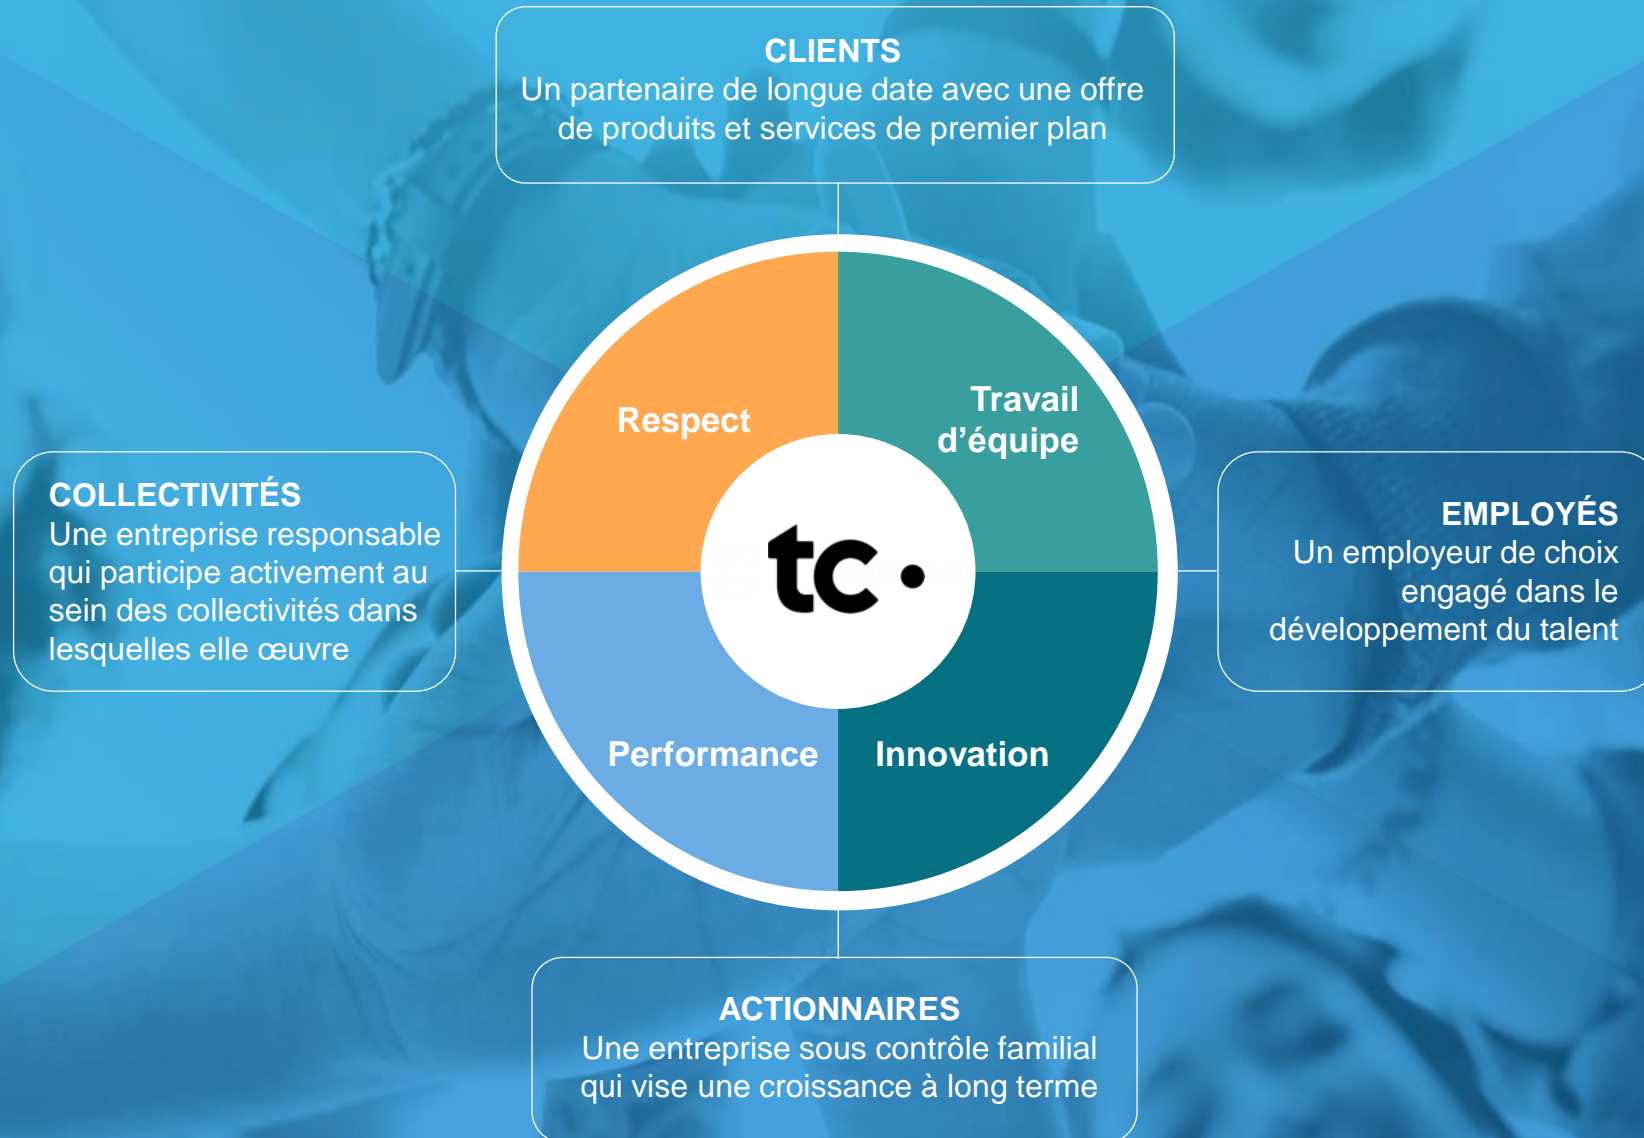 CLIENTS
Un partenaire de longue date avec une offre
de produits et services de premier plan
Respect
Travail
d’équipe
COLLECTIVITÉS
Une entreprise responsable
qui participe activement au
sein des collectivités dans
lesquelles elle œuvre
tc
EMPLOYÉS
Un employeur de choix
engagé dans le
développement du talent
Performance
Innovation
ACTIONNAIRES
Une entreprise sous contrôle familial
qui vise une croissance à long terme